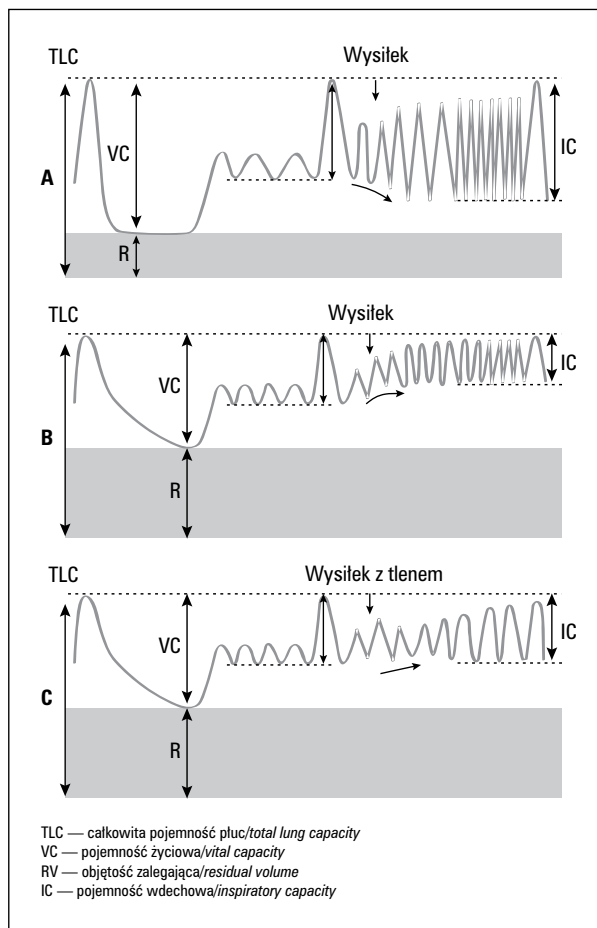 TLC
Wysiłek
VC
IC
A
R
TLC
Wysiłek
VC
IC
B
R
TLC
Wysiłek z tlenem
VC
IC
C
R
TLC — całkowita pojemność płuc/total lung capacity
VC — pojemność życiowa/vital capacity
RV — objętość zalegająca/residual volume
IC — pojemność wdechowa/inspiratory capacity